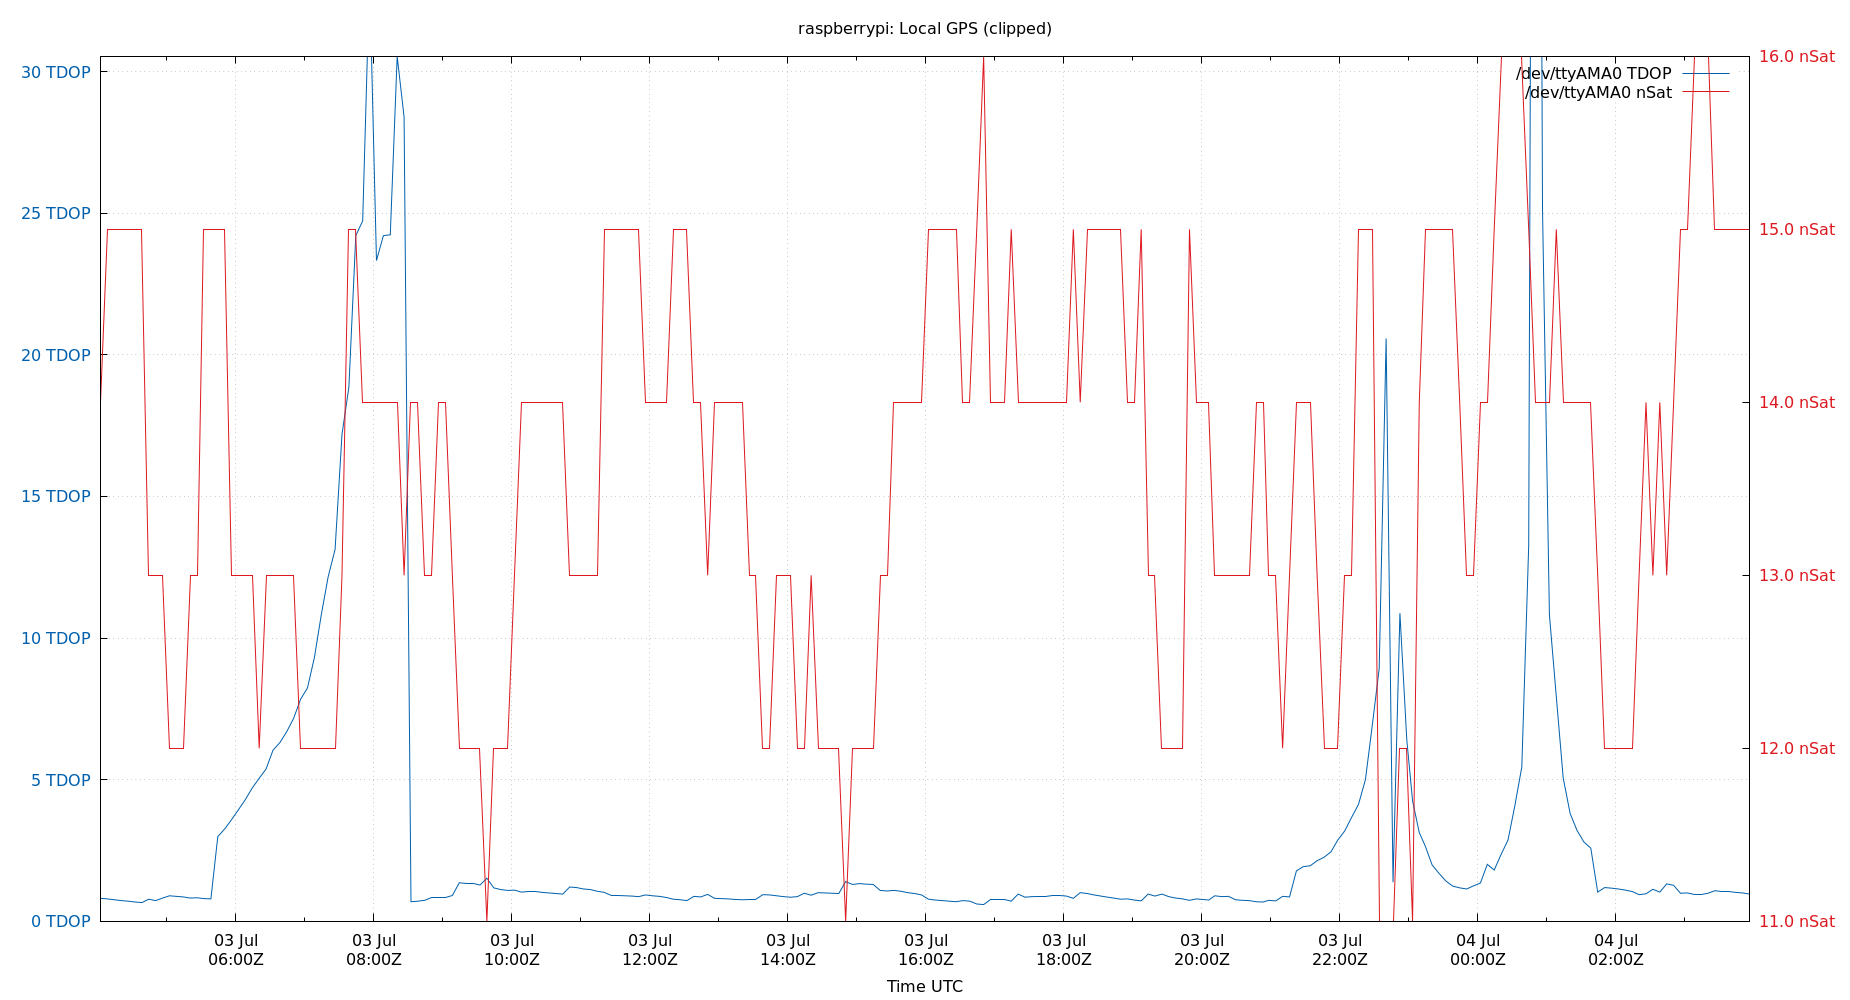 raspberrypi: Local GPS (clipped)
30 TDOP
25 TDOP
20 TDOP
15 TDOP
10 TDOP
5 TDOP
0 TDOP
16.0 nSat
15.0 nSat
14.0 nSat
13.0 nSat
12.0 nSat
11.0 nSat
/dev/ttyAMA0 TDOP
/dev/ttyAMA0 nSat
03 Jul
06:00Z
03 Jul
08:00Z
03 Jul
10:00Z
03 Jul
12:00Z
03 Jul
14:00Z
03 Jul
16:00Z
03 Jul
18:00Z
03 Jul
20:00Z
03 Jul
22:00Z
04 Jul
00:00Z
04 Jul
02:00Z
Time UTC